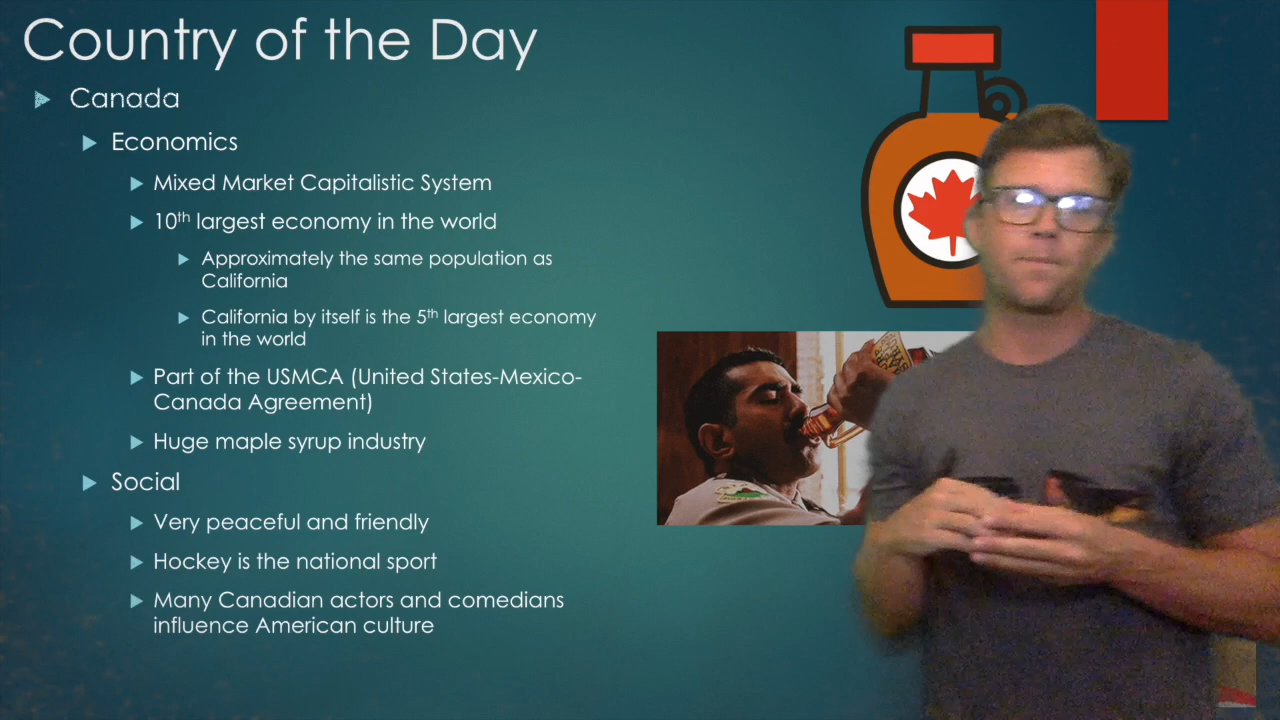 Country of the Day
Canada
Economics
Mixed Market Capitalistic System
10th largest economy in the world
Approximately the same population as
California
California by itself is the 5th largest economy
in the world
Part of the USMCA (United States-Mexico-
Canada Agreement)
Huge maple syrup industry
Social
Very peaceful and friendly
Hockey is the national sport
Many Canadian actors and comedians
influence American culture